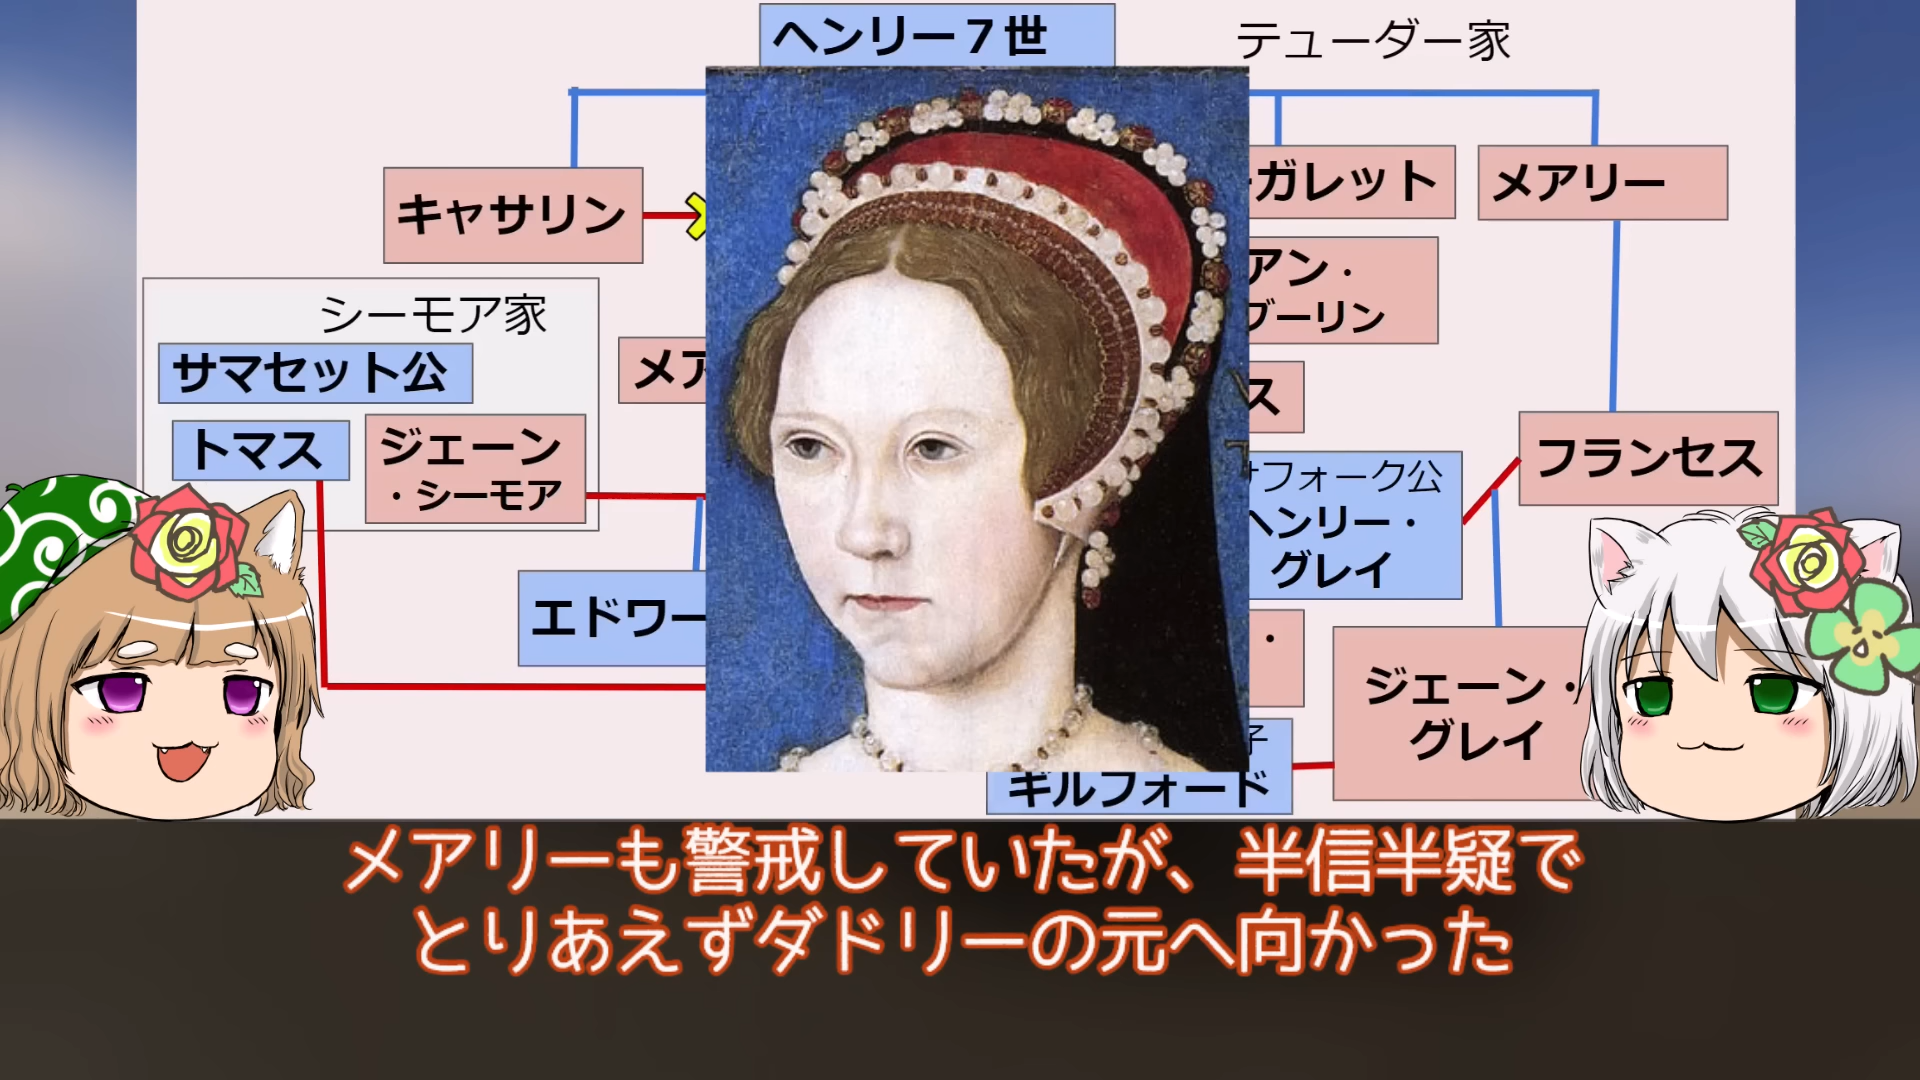 ヘンリー７世
テューダー家
キャサリン
ーガレット
メアリー
アン・
ブーリン
シーモア家
サマセット公
メア
ス
トマス
ジェーン
・シーモア
サフォーク公
ヘンリー・
グレイ
フランセス
エドワー
・
ジェーン・
グレイ
子
ギルフォード
メアリーも警戒していたが、半信半疑で
とりあえずダドリーの元へ向かった